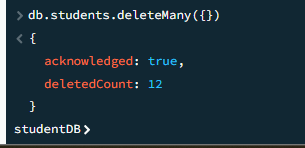 > db.students.deleteMany({})
< {
acknowledged: true,
deletedCount: 12
}
studentDB>